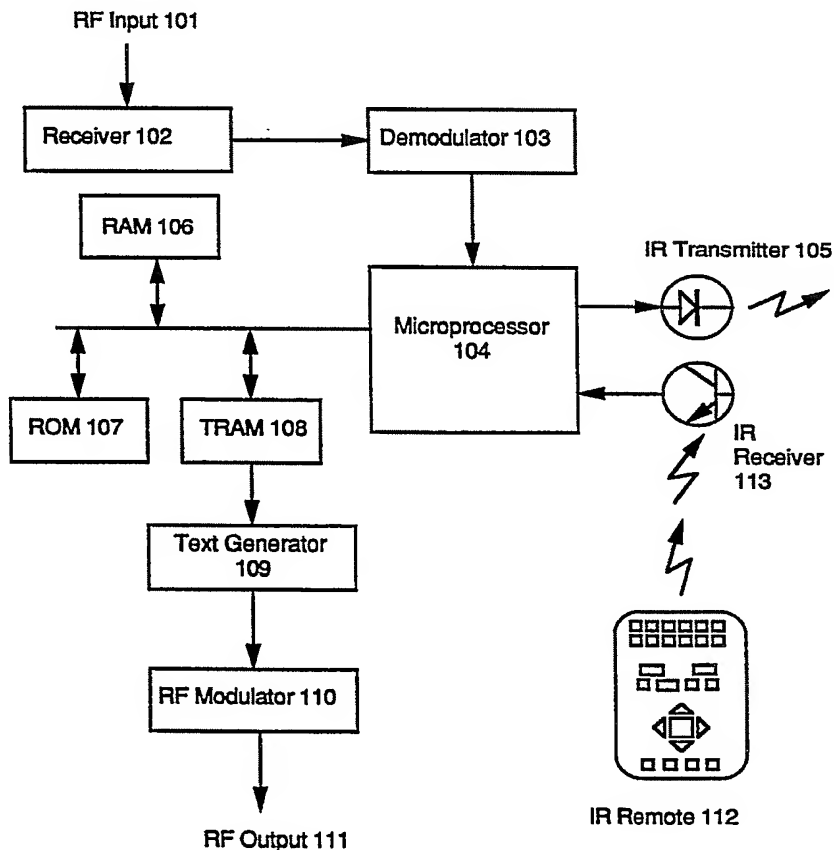 RF Input 101
Receiver 102
Demodulator 103
RAM 106
IR Transmitter 105
Microprocessor
104
ROM 107
TRAM 108
IR
Receiver
113
Text Generator
109
RF Modulator 110
IR Remote 112
RF Output 111